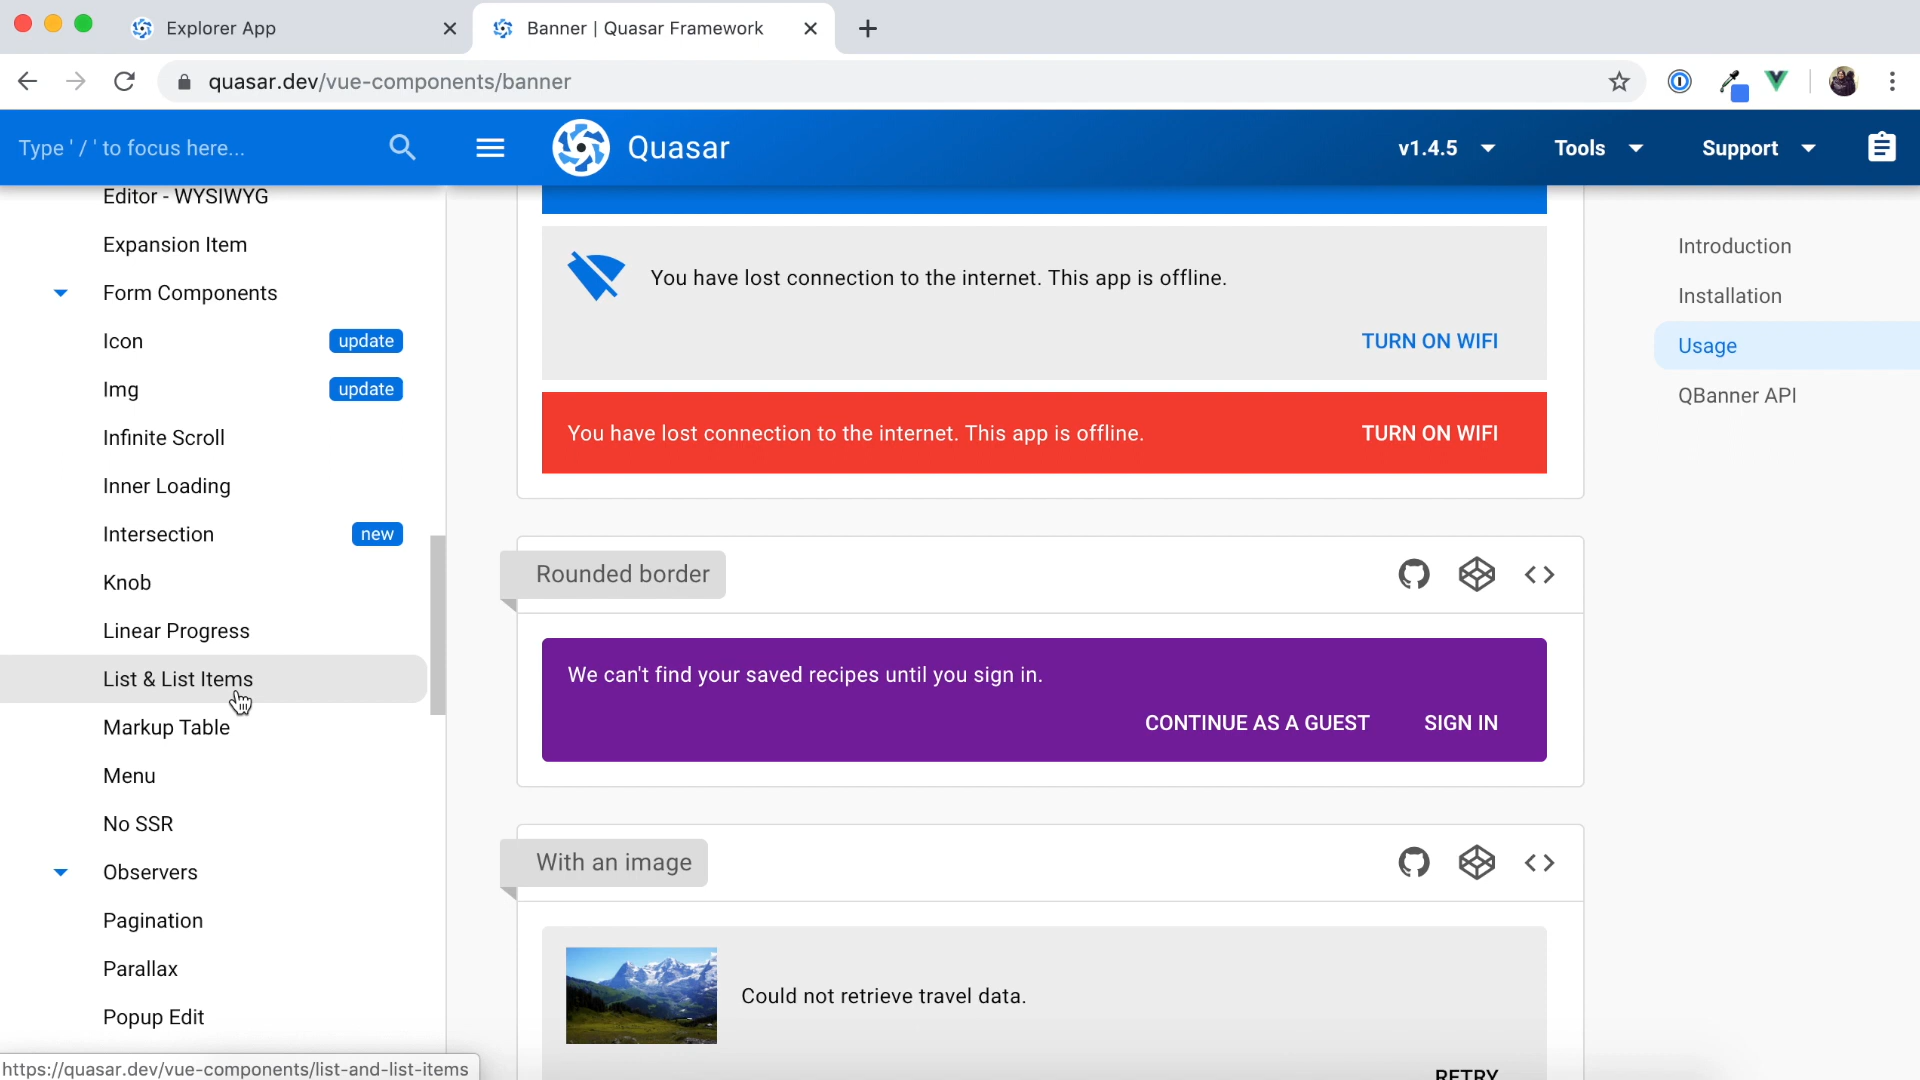 Explorer App
Banner | Quasar Framework
quasar.dev/vue-components/banner
Type ' / ' to focus here...
Quasar
v1.4.5
Tools
Support
Editor - WYSIWYG
Expansion Item
Form Components
Icon update
Img update
Infinite Scroll
Inner Loading
Intersection new
Knob
Linear Progress
List & List Items
Markup Table
Menu
No SSR
Observers
Pagination
Parallax
Popup Edit
https://quasar.dev/vue-components/list-and-list-items
You have lost connection to the internet. This app is offline.
TURN ON WIFI
You have lost connection to the internet. This app is offline.
TURN ON WIFI
Rounded border
We can't find your saved recipes until you sign in.
CONTINUE AS A GUEST
SIGN IN
With an image
Could not retrieve travel data.
RETRY
Introduction
Installation
Usage
QBanner API